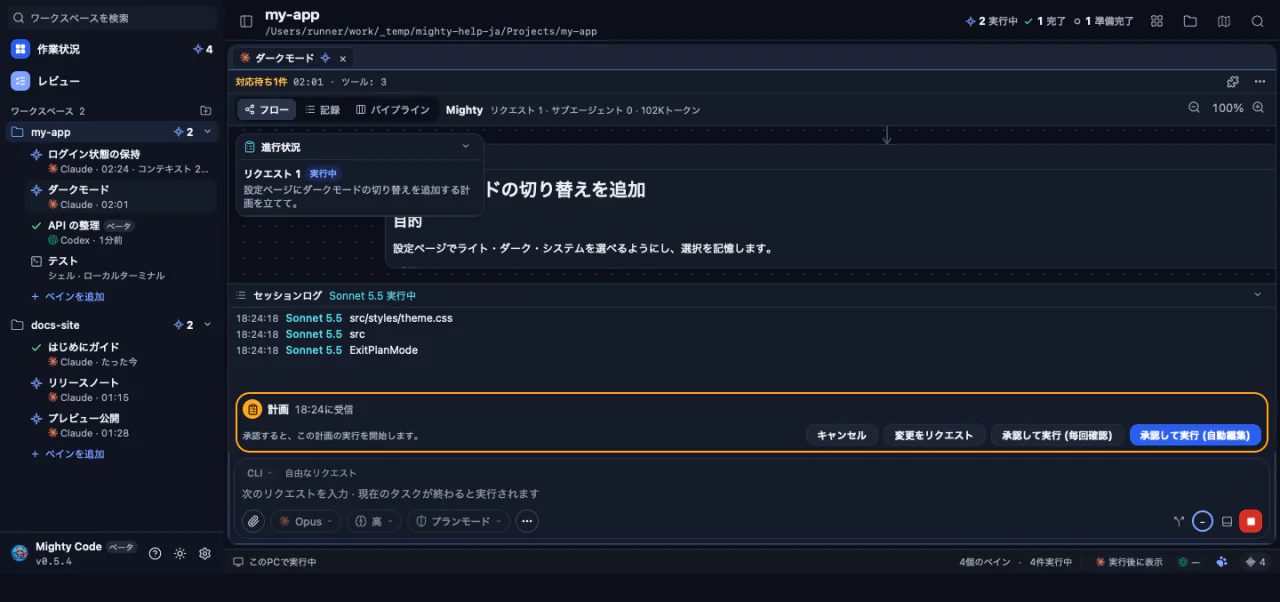 ワークスペースを検索
作業状況 4
レビュー
ワークスペース 2
my-app 2
ログイン状態の保持
Claude · 02:24 · コンテキスト 2...
ダークモード
Claude · 02:01
API の整理 ベータ
Codex · 1分前
テスト
シェル · ローカルターミナル
+ ペインを追加
docs-site 2
はじめにガイド
Claude · たった今
リリースノート
Claude · 01:15
プレビュー公開
Claude · 01:28
+ ペインを追加
Mighty Code ベータ
v0.5.4
my-app
/Users/runner/work/_temp/mighty-help-ja/Projects/my-app
2 実行中 1 完了 1 準備完了
ダークモード
対応待ち1件 02:01 · ツール: 3
フロー 記録 パイプライン Mighty リクエスト 1 · サブエージェント 0 · 102Kトークン
100%
進行状況
リクエスト 1 実行中
設定ページにダークモードの切り替えを追加する計
画を立てて。
ドの切り替えを追加
目的
設定ページでライト・ダーク・システムを選べるようにし、選択を記憶します。
セッションログ Sonnet 5.5 実行中
18:24:18 Sonnet 5.5 src/styles/theme.css
18:24:18 Sonnet 5.5 src
18:24:18 Sonnet 5.5 ExitPlanMode
計画 18:24に受信
承認すると、この計画の実行を開始します。
キャンセル 変更をリクエスト 承認して実行 (毎回確認) 承認して実行 (自動編集)
CLI 自由なリクエスト
次のリクエストを入力 · 現在のタスクが終わると実行されます
Opus 高 プランモード
このPCで実行中
4個のペイン · 4件実行中 実行後に表示 — 4